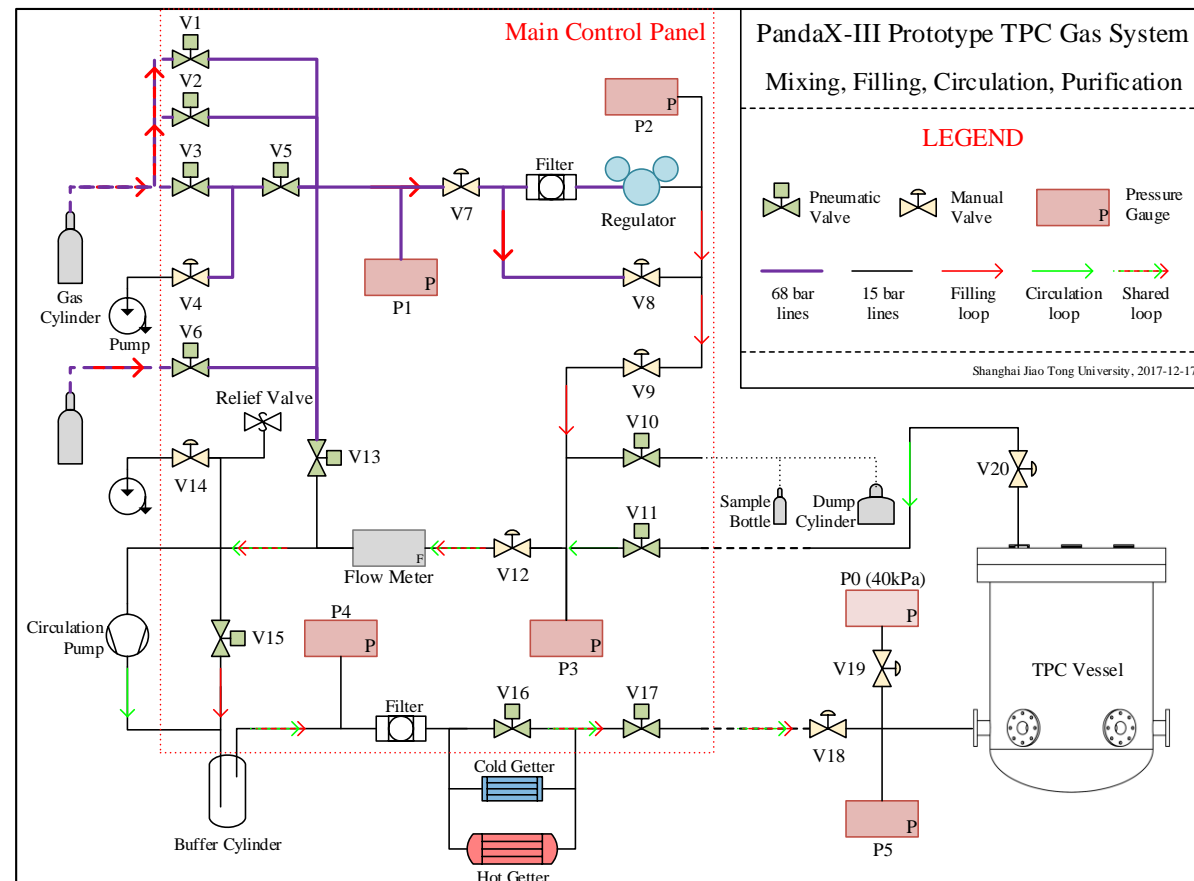 PandaX-III Prototype TPC Gas System
Mixing, Filling, Circulation, Purification
LEGEND
Pneumatic
Valve
Manual
Valve
P
Pressure
Gauge
68 bar
lines
15 bar
lines
Filling
loop
Circulation
loop
Shared
loop
Shanghai Jiao Tong University, 2017-12-17
Main Control Panel
V1
V2
V3
V5
P
P2
Filter
Regulator
V7
Gas
Cylinder
V4
Pump
P
P1
V8
V6
V9
Relief Valve
V10
V13
V14
Sample
Bottle
Dump
Cylinder
V20
V11
F
Flow Meter
V12
P0 (40kPa)
P
P4
P
P
P3
Circulation
Pump
V15
V19
TPC Vessel
Filter
V16
V17
V18
Cold Getter
P
P5
Buffer Cylinder
Hot Getter